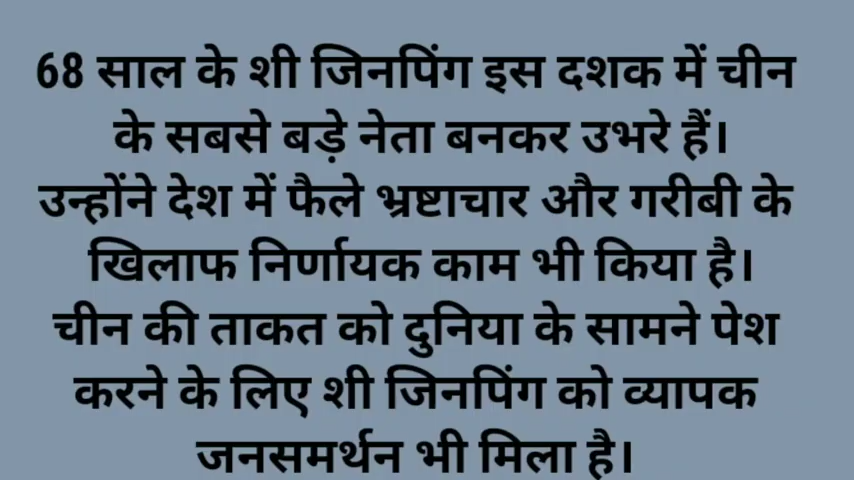 68 साल के शी जिनपिंग इस दशक में चीन
के सबसे बड़े नेता बनकर उभरे हैं।
उन्होंने देश में फैले भ्रष्टाचार और गरीबी के
खिलाफ निर्णायक काम भी किया है।
चीन की ताकत को दुनिया के सामने पेश
करने के लिए शी जिनपिंग को व्यापक
जनसमर्थन भी मिला है।